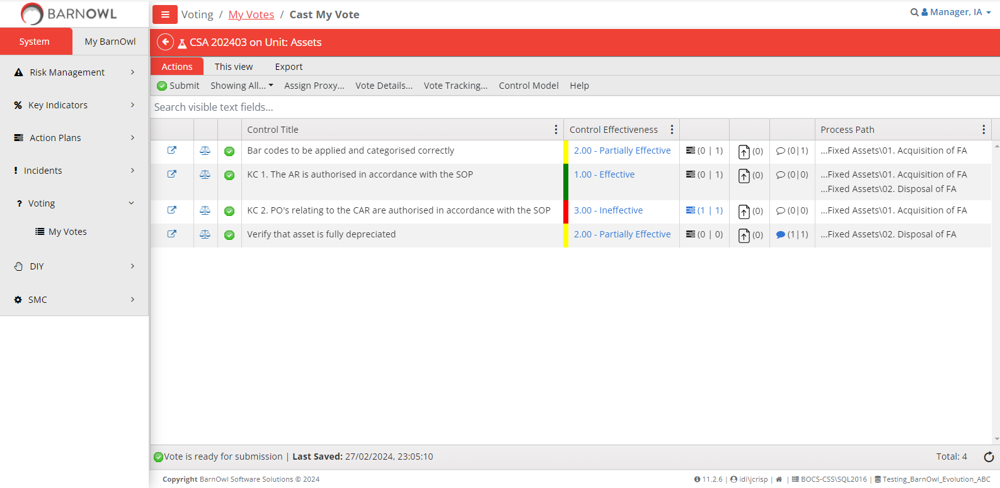 BARNOWL
Voting / My Votes / Cast My Vote
Manager, IA
System
My BarnOwl
CSA 202403 on Unit: Assets
Risk Management
Key Indicators
Action Plans
Incidents
Voting
My Votes
DIY
SMC
Actions This view Export
Submit Showing All... Assign Proxy... Vote Details... Vote Tracking... Control Model Help
Search visible text fields...
Control Title Control Effectiveness Process Path
Bar codes to be applied and categorised correctly 2.00 - Partially Effective (0 | 1) (0) (0|1) ...Fixed Assets\01. Acquisition of FA
KC 1. The AR is authorised in accordance with the SOP 1.00 - Effective (0 | 1) (0) (0|0) ...Fixed Assets\01. Acquisition of FA
...Fixed Assets\02. Disposal of FA
KC 2. PO's relating to the CAR are authorised in accordance with the SOP 3.00 - Ineffective (1 | 1) (0) (0|0) ...Fixed Assets\01. Acquisition of FA
Verify that asset is fully depreciated 2.00 - Partially Effective (0 | 0) (0) (1|1) ...Fixed Assets\02. Disposal of FA
Vote is ready for submission | Last Saved: 27/02/2024, 23:05:10 Total: 4
Copyright BarnOwl Software Solutions © 2024
11.2.6 | idi\jcrisp | | BOCS-CSS\SQL2016 | Testing_BarnOwl_Evolution_ABC